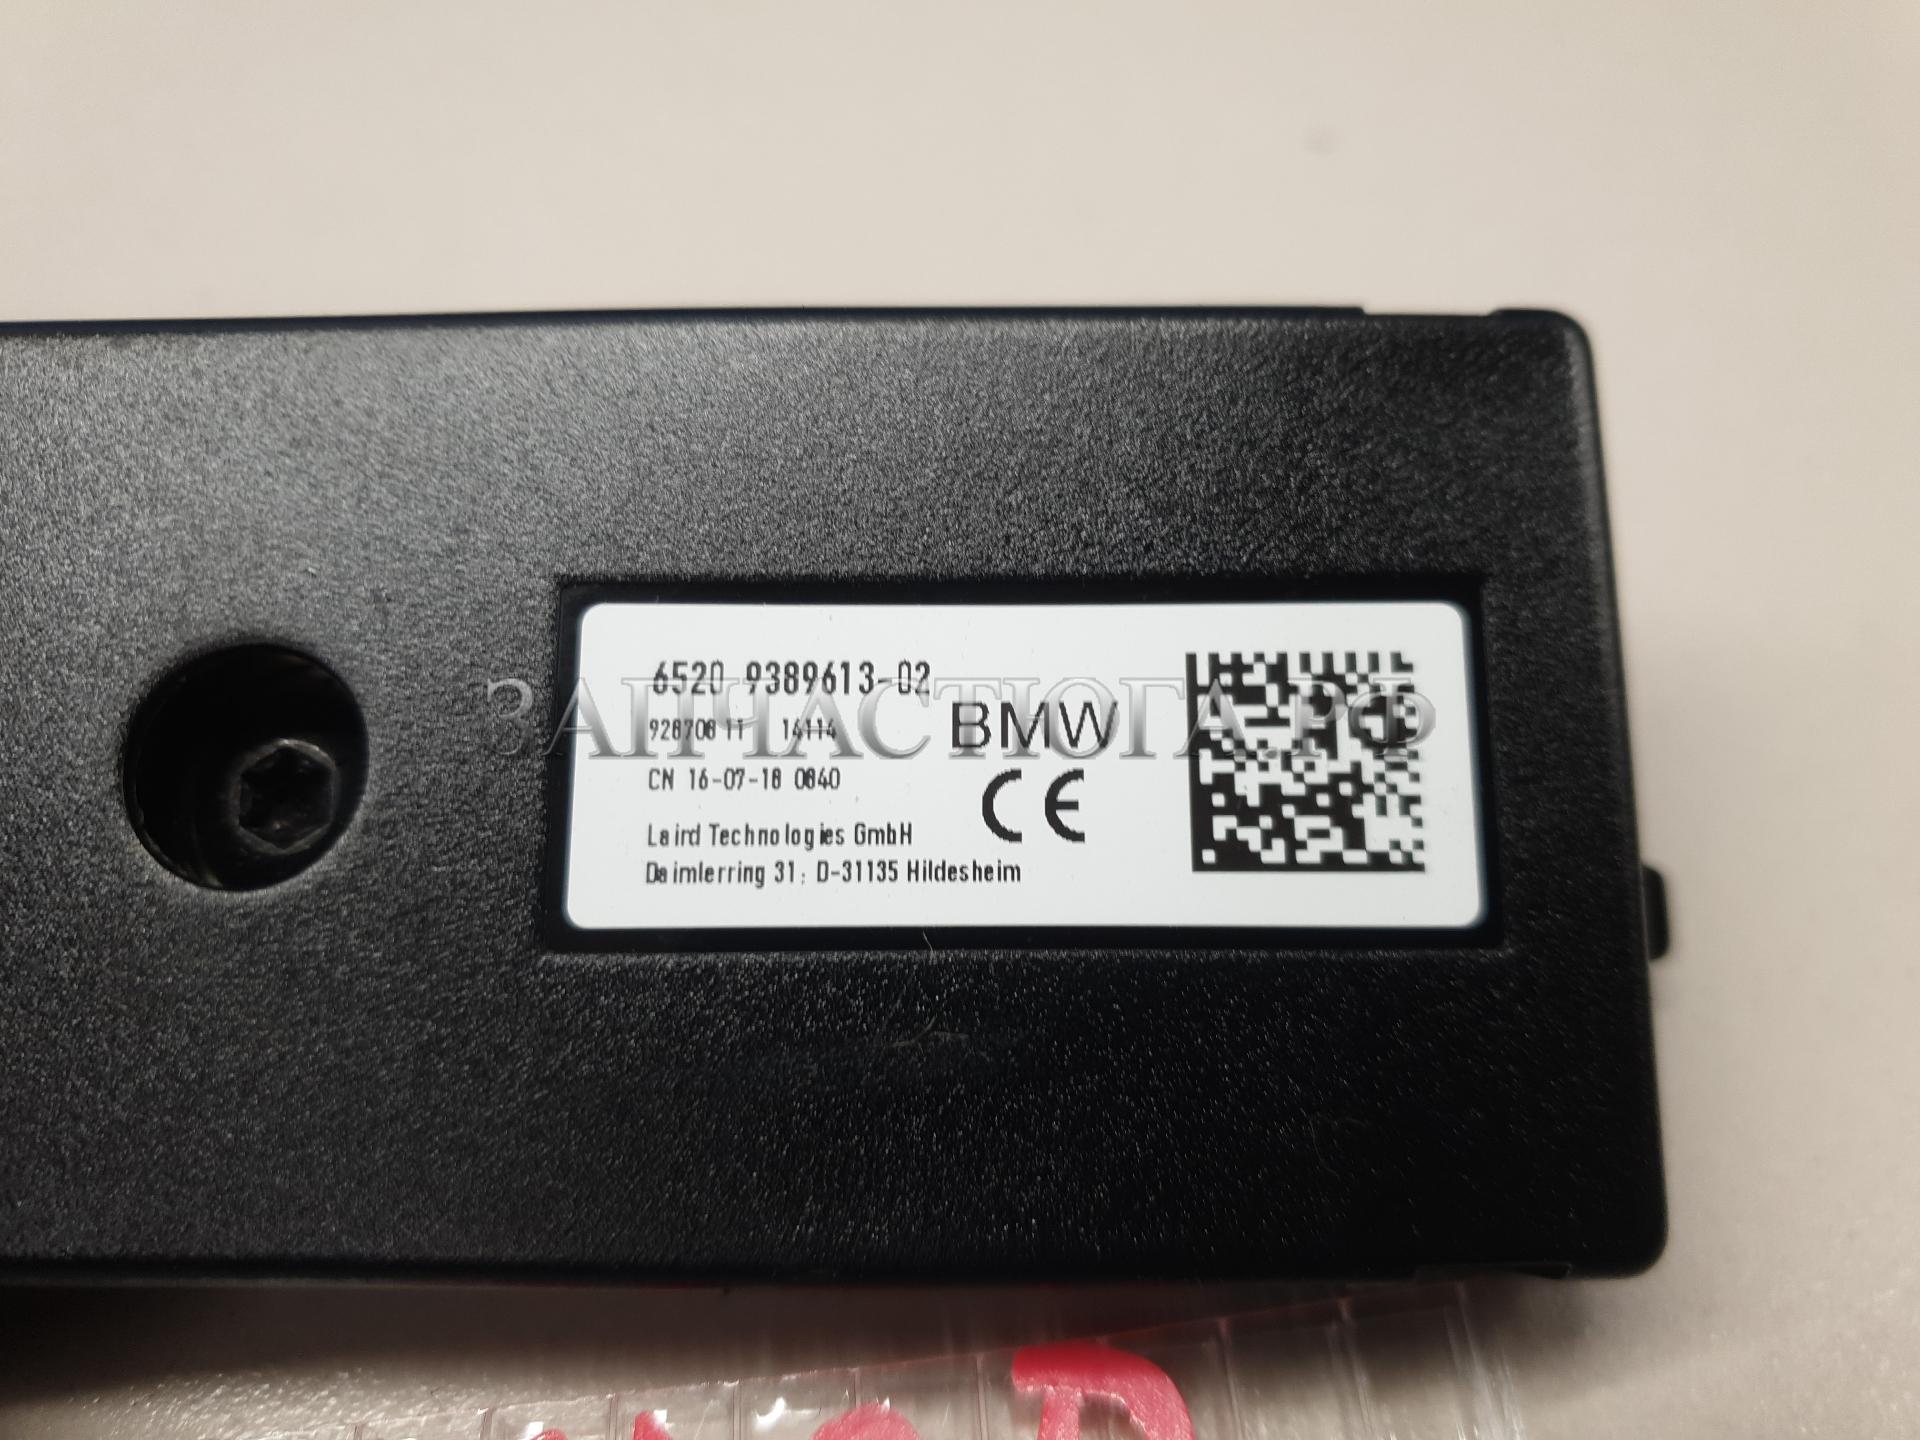 6520 9389613-02
928708 11 14114
BMW
CN 16-07-18 0840
CE
Laird Technologies GmbH
Daimlerring 31; D-31135 Hildesheim
ЗАПЧАСТЮГА.РФ